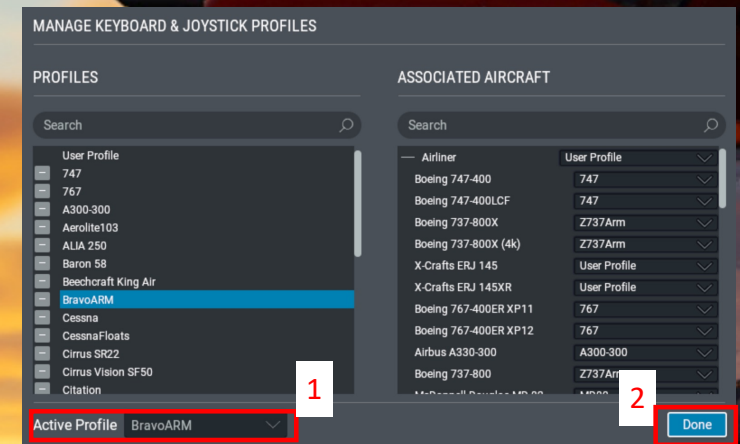 MANAGE KEYBOARD & JOYSTICK PROFILES
PROFILES
Search
User Profile
747
767
A300-300
Aerolite103
ALIA 250
Baron 58
Beechcraft King Air
BravoARM
Cessna
CessnaFloats
Cirrus SR22
Cirrus Vision SF50
Citation
ASSOCIATED AIRCRAFT
Search
Airliner User Profile
Boeing 747-400 747
Boeing 747-400LCF 747
Boeing 737-800X Z737Arm
Boeing 737-800X (4k) Z737Arm
X-Crafts ERJ 145 User Profile
X-Crafts ERJ 145XR User Profile
Boeing 767-400ER XP11 767
Boeing 767-400ER XP12 767
Airbus A330-300 A300-300
Boeing 737-800
1
2
Active Profile BravoARM
Done